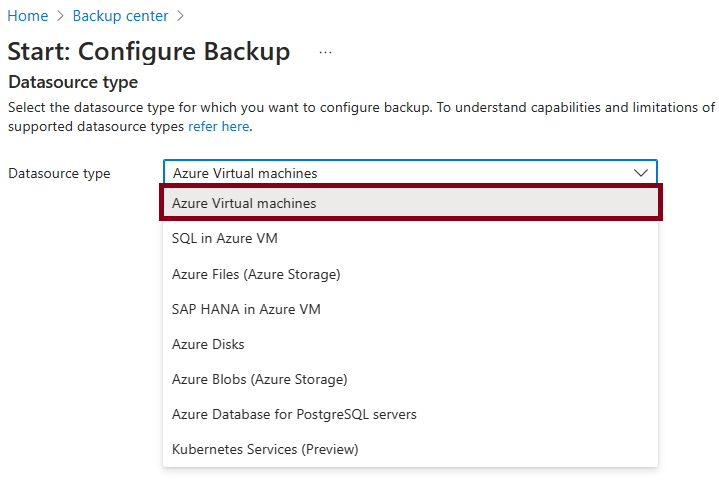 Home > Backup center >
Start: Configure Backup ...
Datasource type
Select the datasource type for which you want to configure backup. To understand capabilities and limitations of
supported datasource types refer here.
Datasource type Azure Virtual machines
Azure Virtual machines
SQL in Azure VM
Azure Files (Azure Storage)
SAP HANA in Azure VM
Azure Disks
Azure Blobs (Azure Storage)
Azure Database for PostgreSQL servers
Kubernetes Services (Preview)